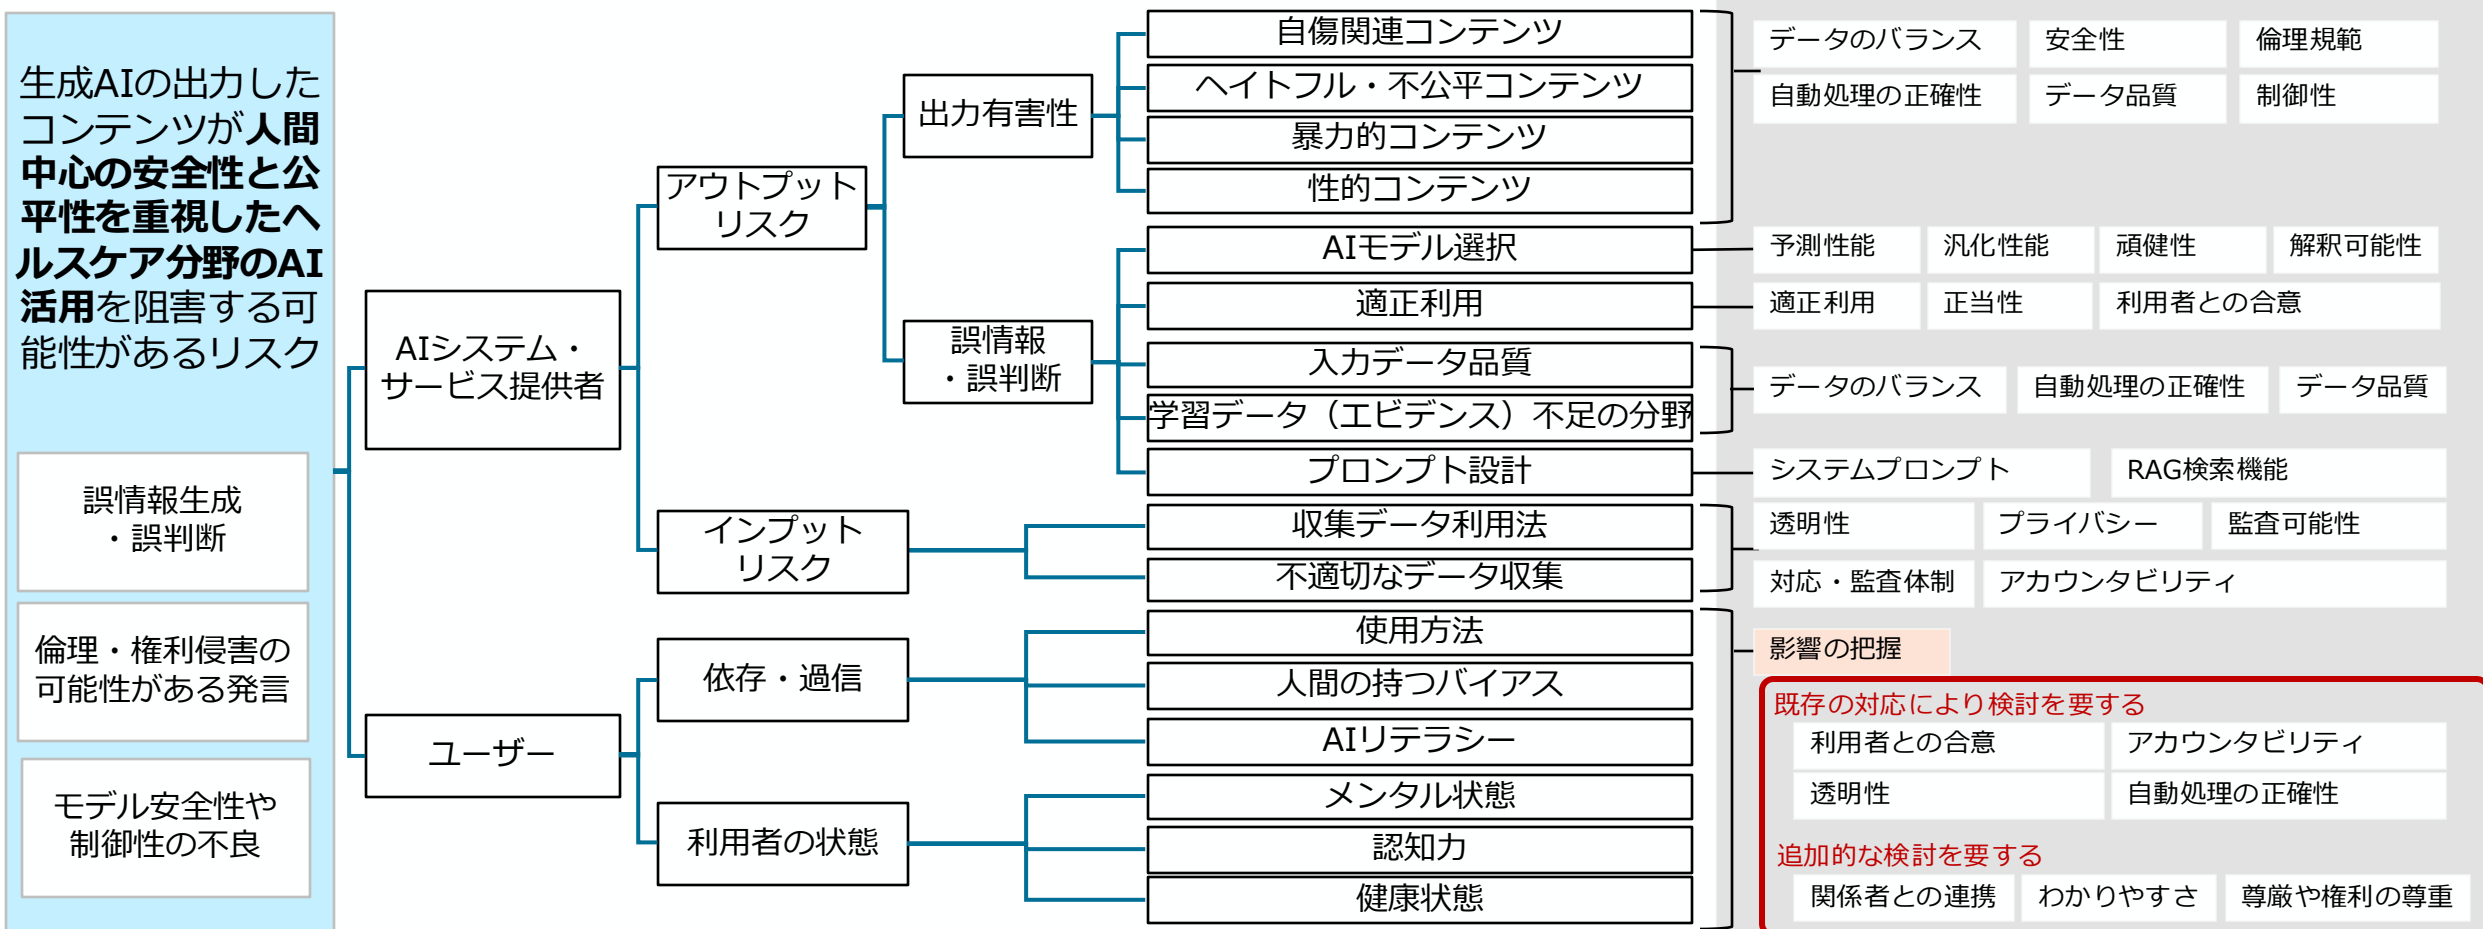 生成AIの出力した
コンテンツが人間
中心の安全性と公
平性を重視したヘ
ルスケア分野のAI
活用を阻害する可
能性があるリスク
誤情報生成
・誤判断
倫理・権利侵害の
可能性がある発言
モデル安全性や
制御性の不良
AIシステム・
サービス提供者
ユーザー
アウトプット
リスク
インプット
リスク
依存・過信
利用者の状態
出力有害性
誤情報
・誤判断
自傷関連コンテンツ
ヘイトフル・不公平コンテンツ
暴力的コンテンツ
性的コンテンツ
AIモデル選択
適正利用
入力データ品質
学習データ（エビデンス）不足の分野
プロンプト設計
収集データ利用法
不適切なデータ収集
使用方法
人間の持つバイアス
AIリテラシー
メンタル状態
認知力
健康状態
データのバランス 安全性 倫理規範
自動処理の正確性 データ品質 制御性
予測性能 汎化性能 頑健性 解釈可能性
適正利用 正当性 利用者との合意
データのバランス 自動処理の正確性 データ品質
システムプロンプト RAG検索機能
透明性 プライバシー 監査可能性
対応・監査体制 アカウンタビリティ
影響の把握
既存の対応により検討を要する
利用者との合意 アカウンタビリティ
透明性 自動処理の正確性
追加的な検討を要する
関係者との連携 わかりやすさ 尊厳や権利の尊重